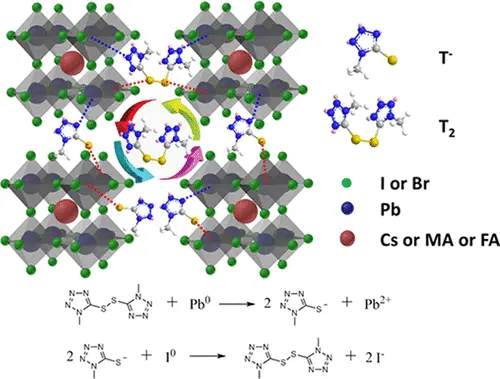 T⁻
T₂
I or Br
Pb
Cs or MA or FA
N N N N S S N N N N + Pb⁰ → 2 N N N N S⁻ + Pb²⁺
2 N N N N S⁻ + I⁰ → N N N N S S N N N N + 2 I⁻